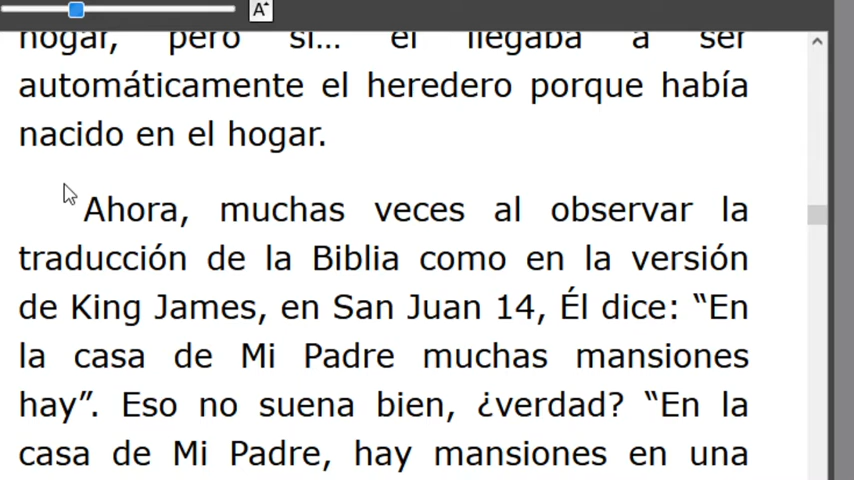 A
hogar, pero si... él llegaba a ser
automáticamente el heredero porque había
nacido en el hogar.
Ahora, muchas veces al observar la
traducción de la Biblia como en la versión
de King James, en San Juan 14, Él dice: “En
la casa de Mi Padre muchas mansiones
hay”. Eso no suena bien, ¿verdad? “En la
casa de Mi Padre, hay mansiones en una